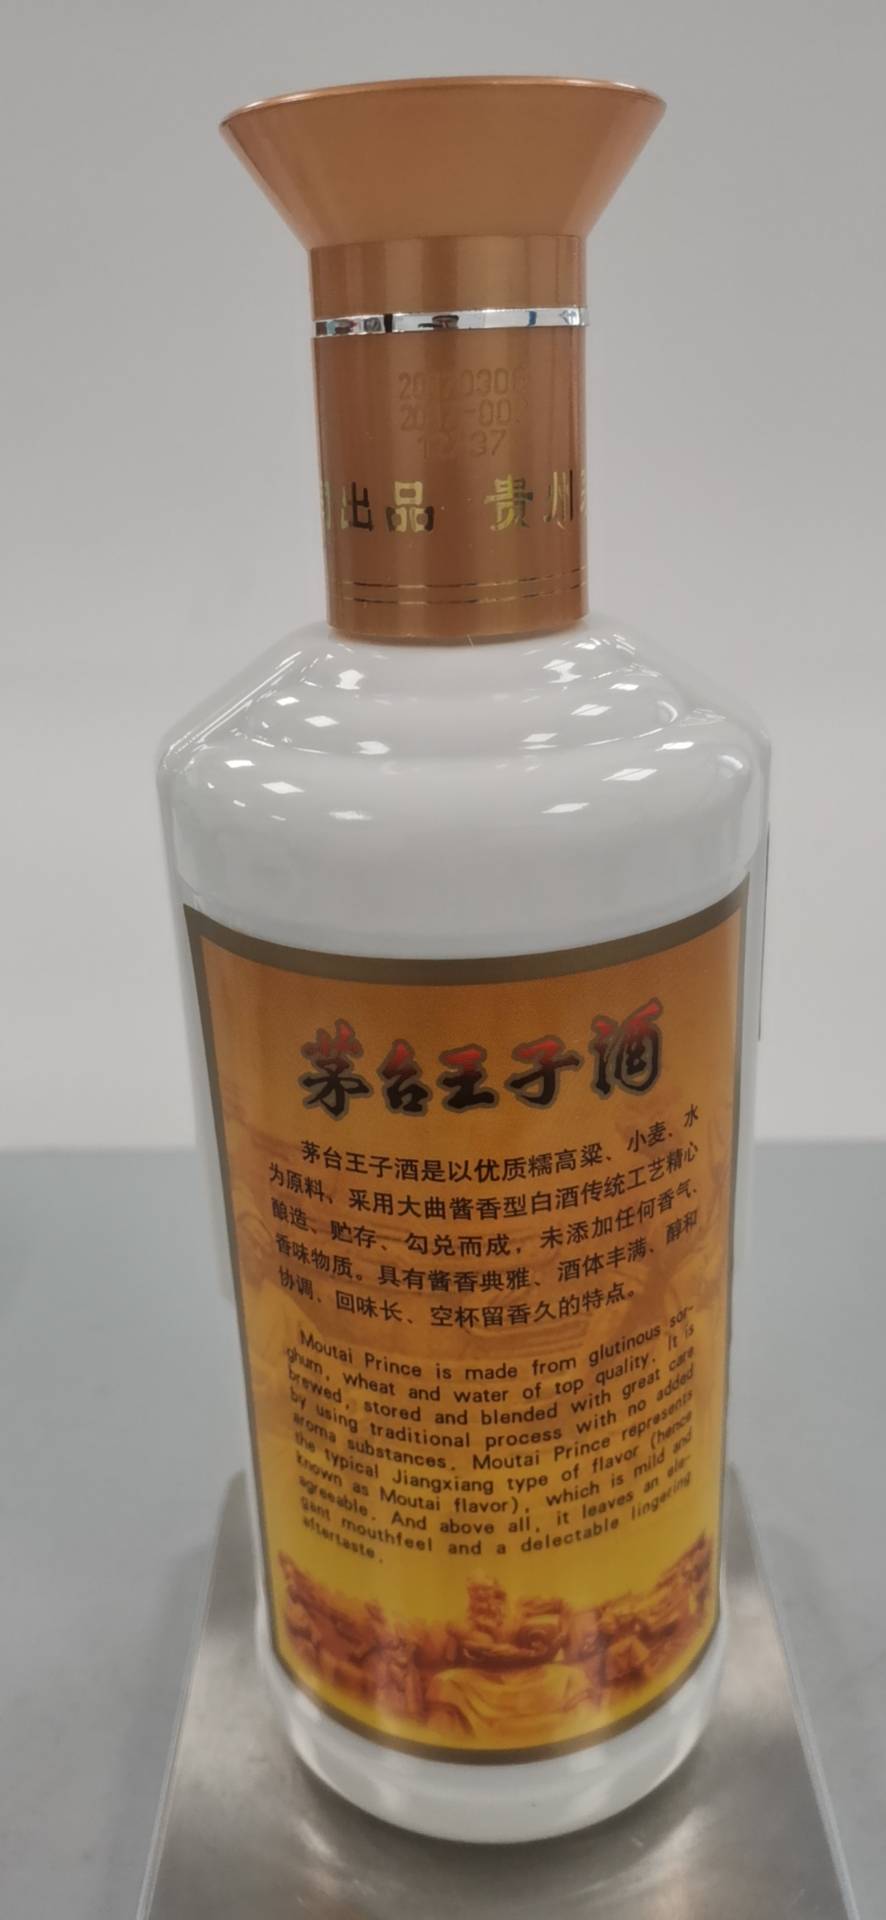 出品 贵州
茅台王子酒
茅台王子酒是以优质糯高粱、小麦、水
为原料、采用大曲酱香型白酒传统工艺精心
酿造、贮存、勾兑而成，未添加任何香气、
香味物质。具有酱香典雅、酒体丰满、醇和
协调、回味长、空杯留香久的特点。
Moutai Prince is made from glutinous sor-
ghum, wheat and water of top quality. It is
brewed, stored and blended with great care
by using traditional process with no added
aroma substances. Moutai Prince represents
the typical Jiangxiang type of flavor (hence
known as Moutai flavor), which is mild and
agreeable. And above all, it leaves an ele-
gant mouthfeel and a delectable lingering
aftertaste.